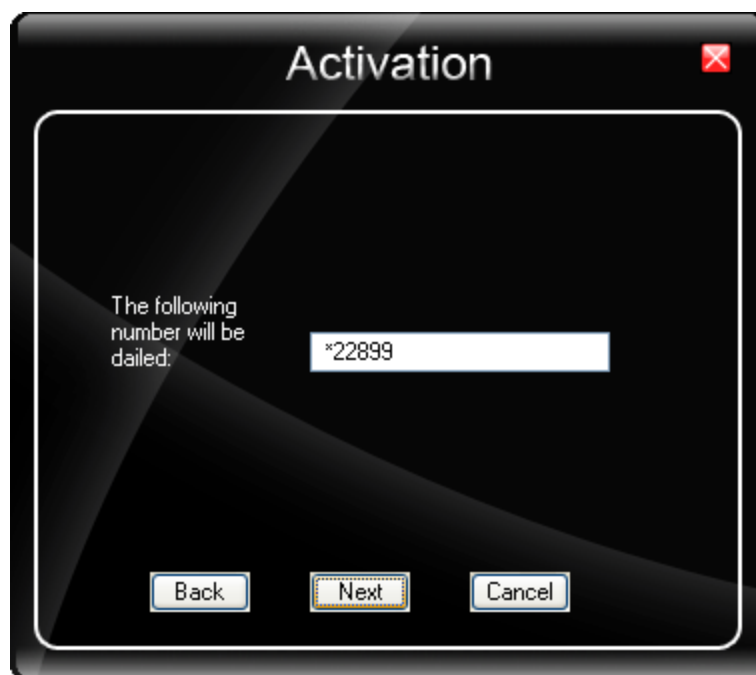 Activation
The following
number will be
dailed:
*22899
Back
Next
Cancel